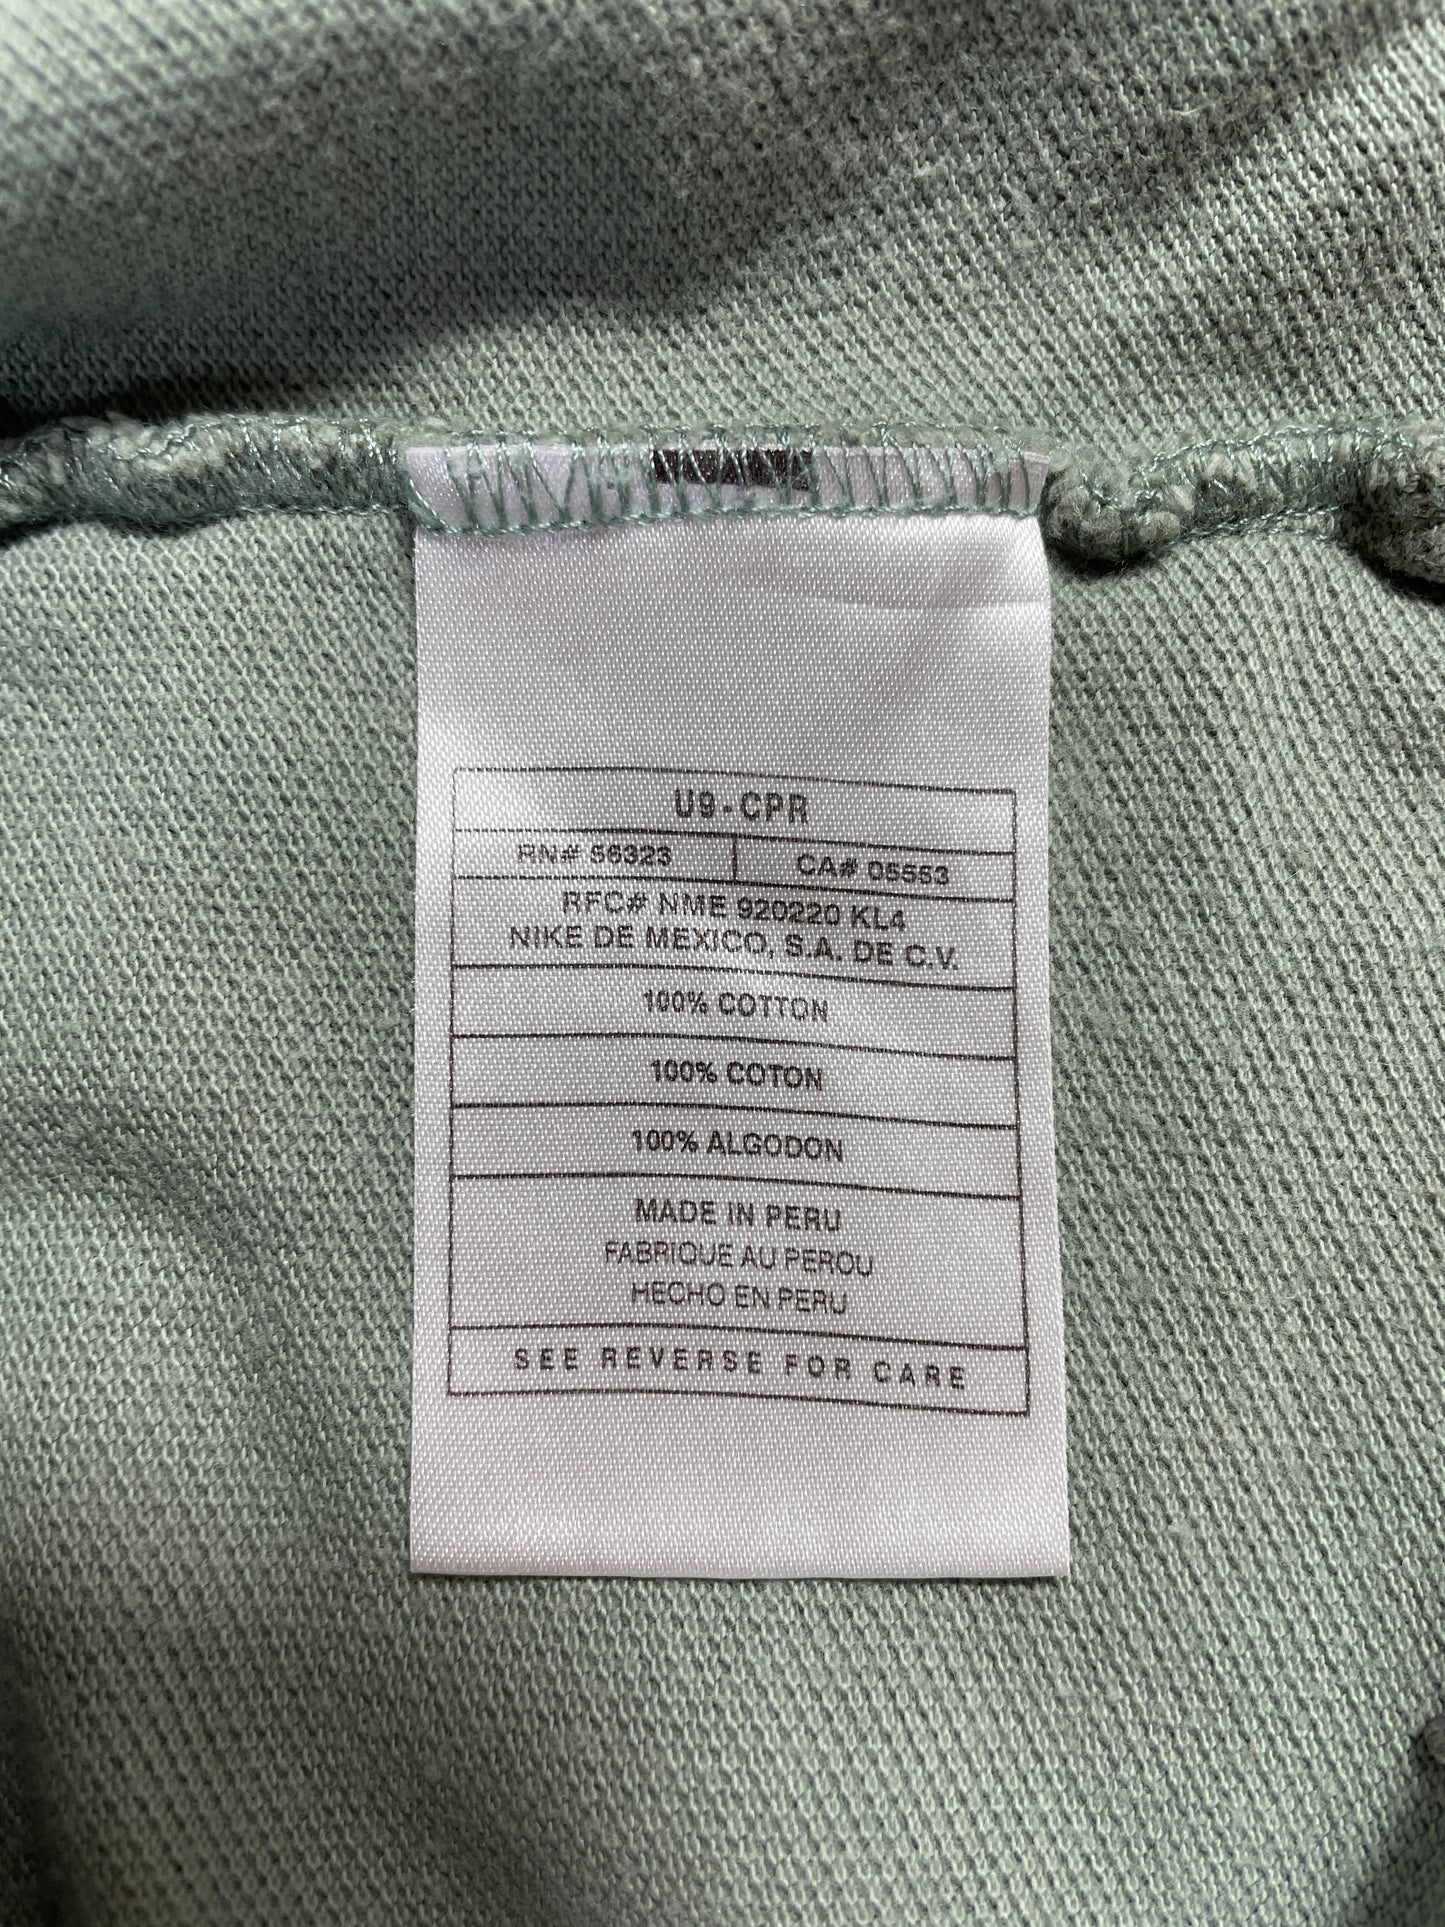 U9-CPR
RN# 56323
CA# 05553
RFC# NME 920220 KL4
NIKE DE MEXICO, S.A. DE C.V.
100% COTTON
100% COTON
100% ALGODON
MADE IN PERU
FABRIQUE AU PEROU
HECHO EN PERU
SEE REVERSE FOR CARE